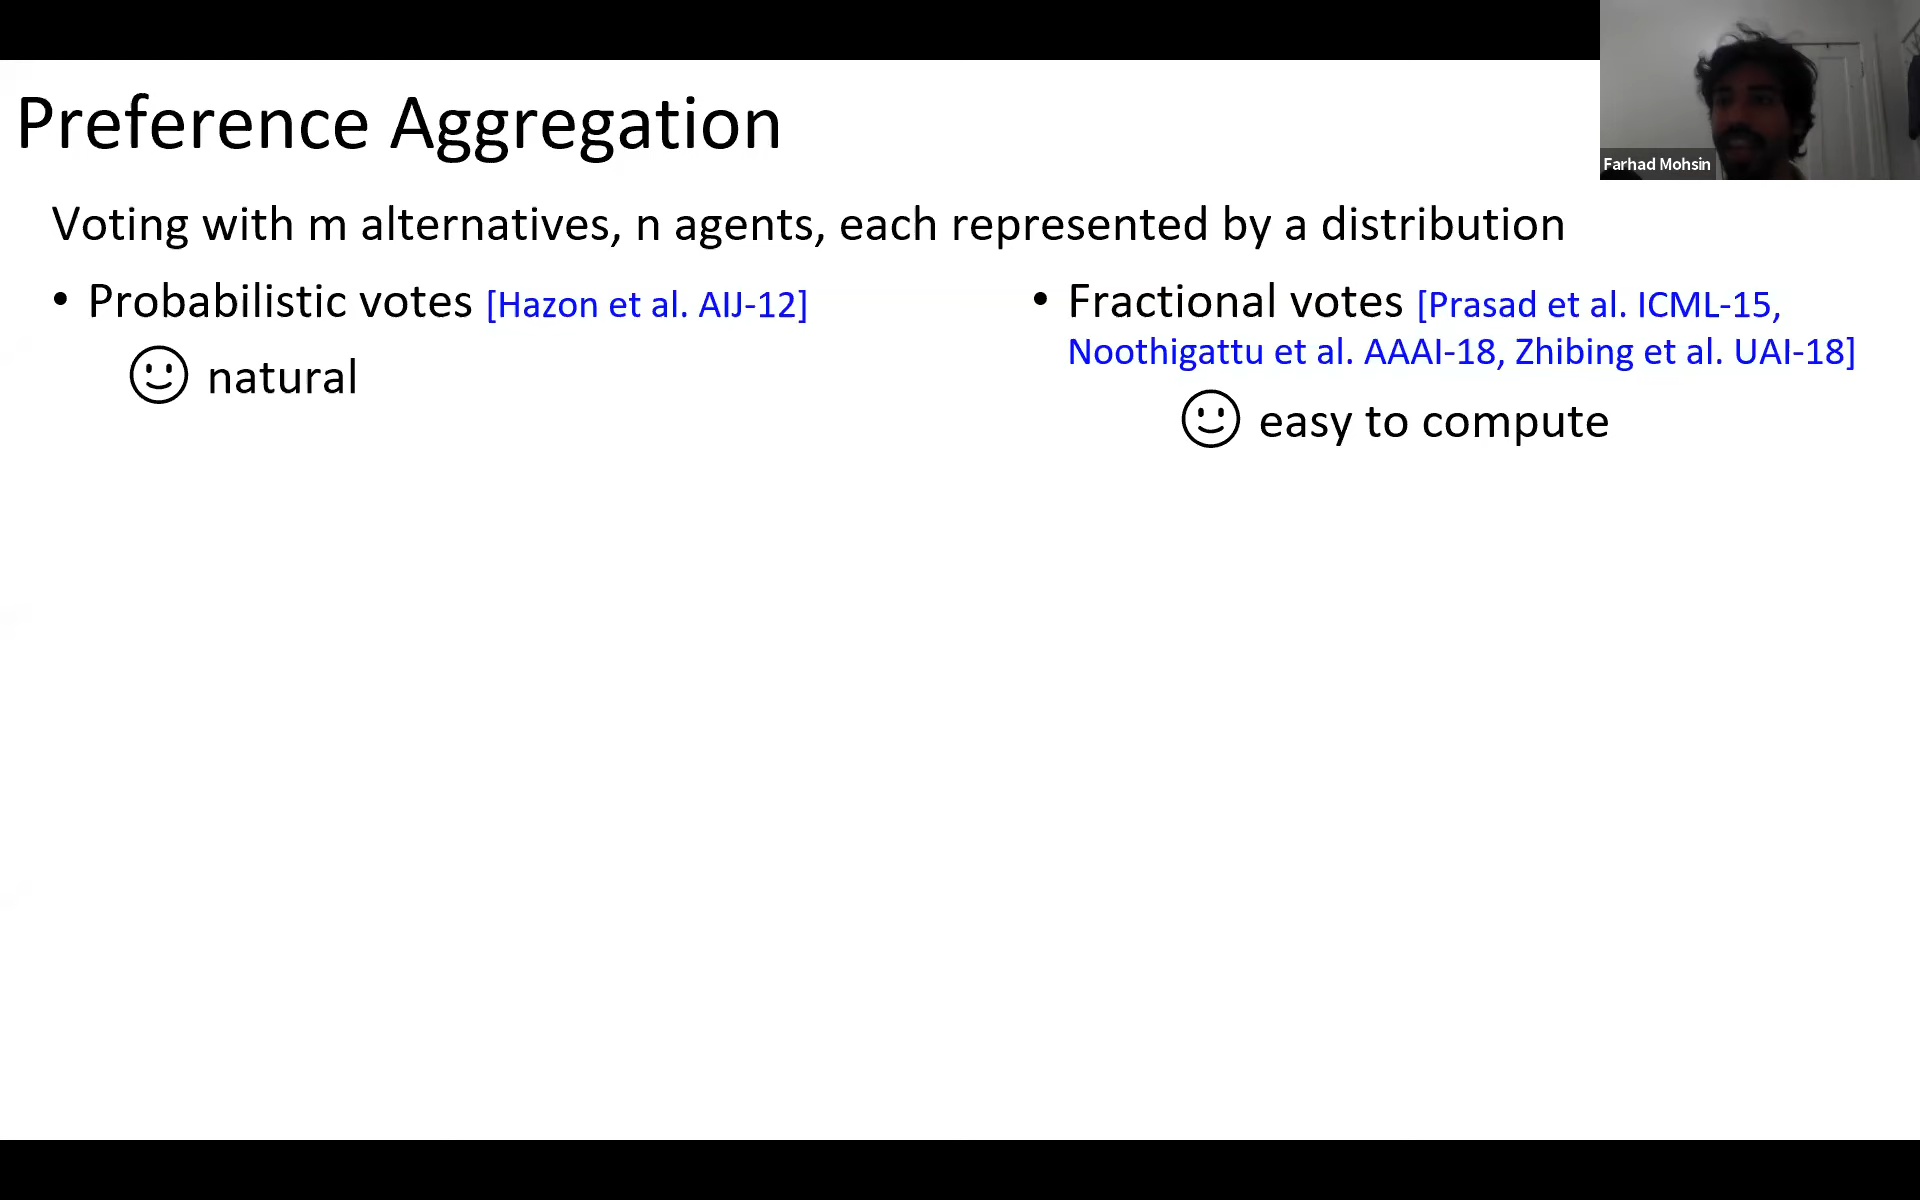 Preference Aggregation
Farhad Mohsin
Voting with m alternatives, n agents, each represented by a distribution
• Probabilistic votes [Hazon et al. AIJ-12]
natural
• Fractional votes [Prasad et al. ICML-15,
Noothigattu et al. AAAI-18, Zhibing et al. UAI-18]
easy to compute